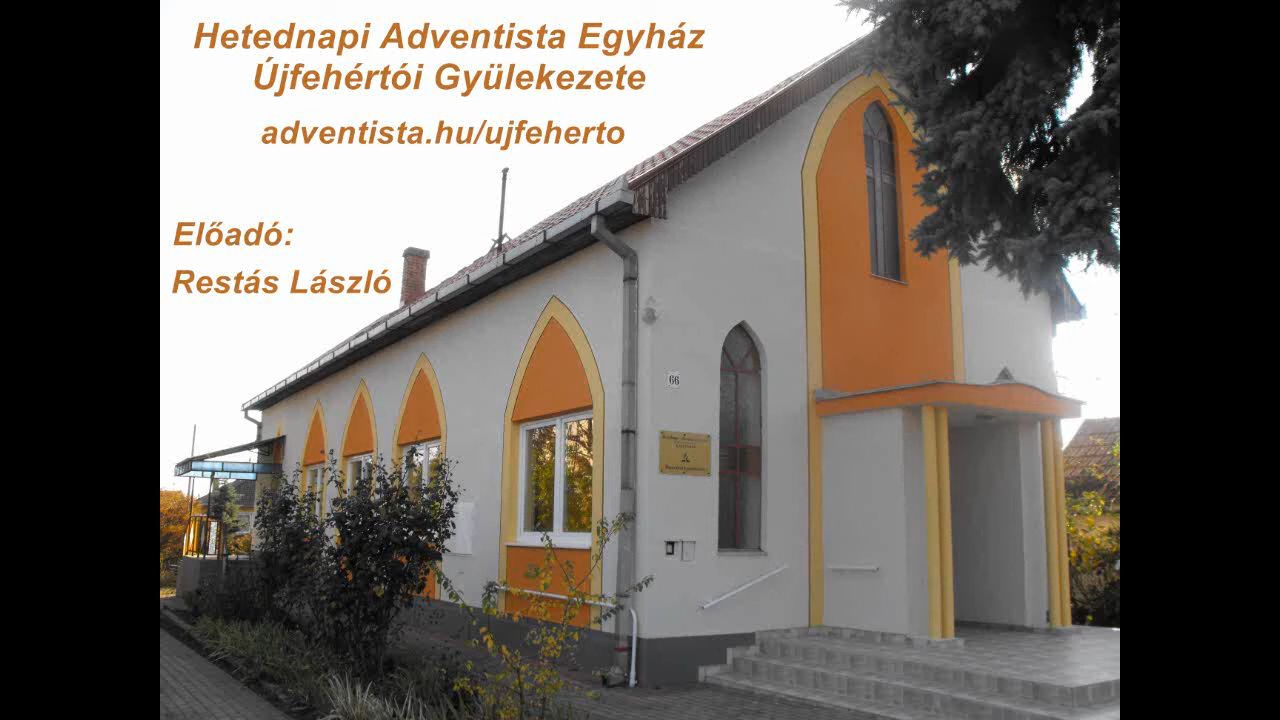 Hetednapi Adventista Egyház
Újfehértói Gyülekezete
adventista.hu/ujfeherto
Előadó:
Restás László
66